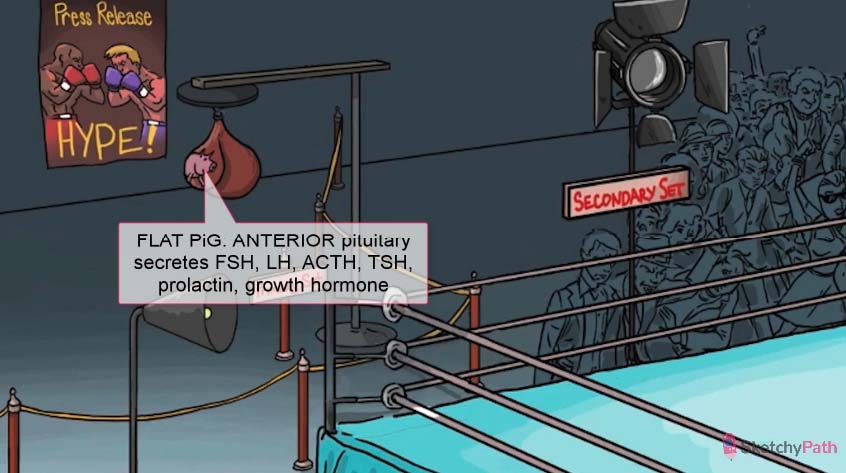 Press Release
HYPE!
SECONDARY SET
FLAT PiG. ANTERIOR pituitary
secretes FSH, LH, ACTH, TSH,
prolactin, growth hormone
SketchyPath